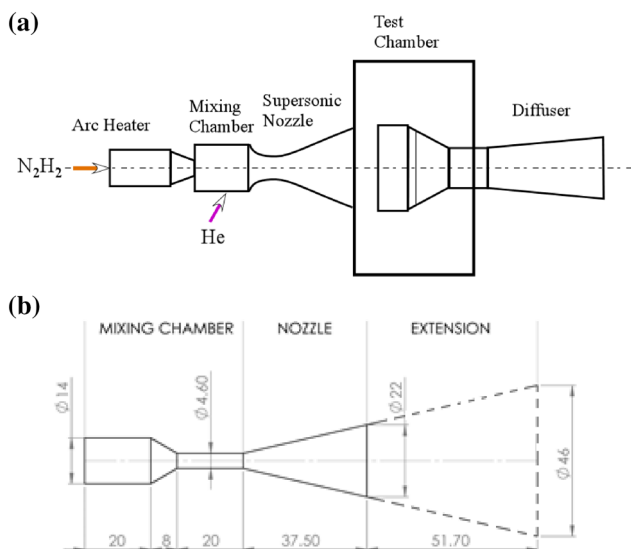 (a)
Test
Chamber
Mixing
Chamber
Supersonic
Nozzle
Diffuser
Arc Heater
N₂H₂
He
(b)
MIXING CHAMBER
NOZZLE
EXTENSION
Ø14
Ø4.60
Ø22
Ø46
20
8
20
37.50
51.70